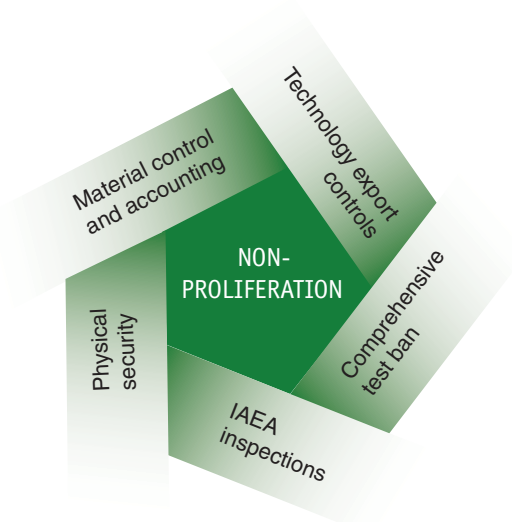 Technology export
controls
Material control
and accounting
NON-
PROLIFERATION
Comprehensive
test ban
Physical
security
IAEA
inspections